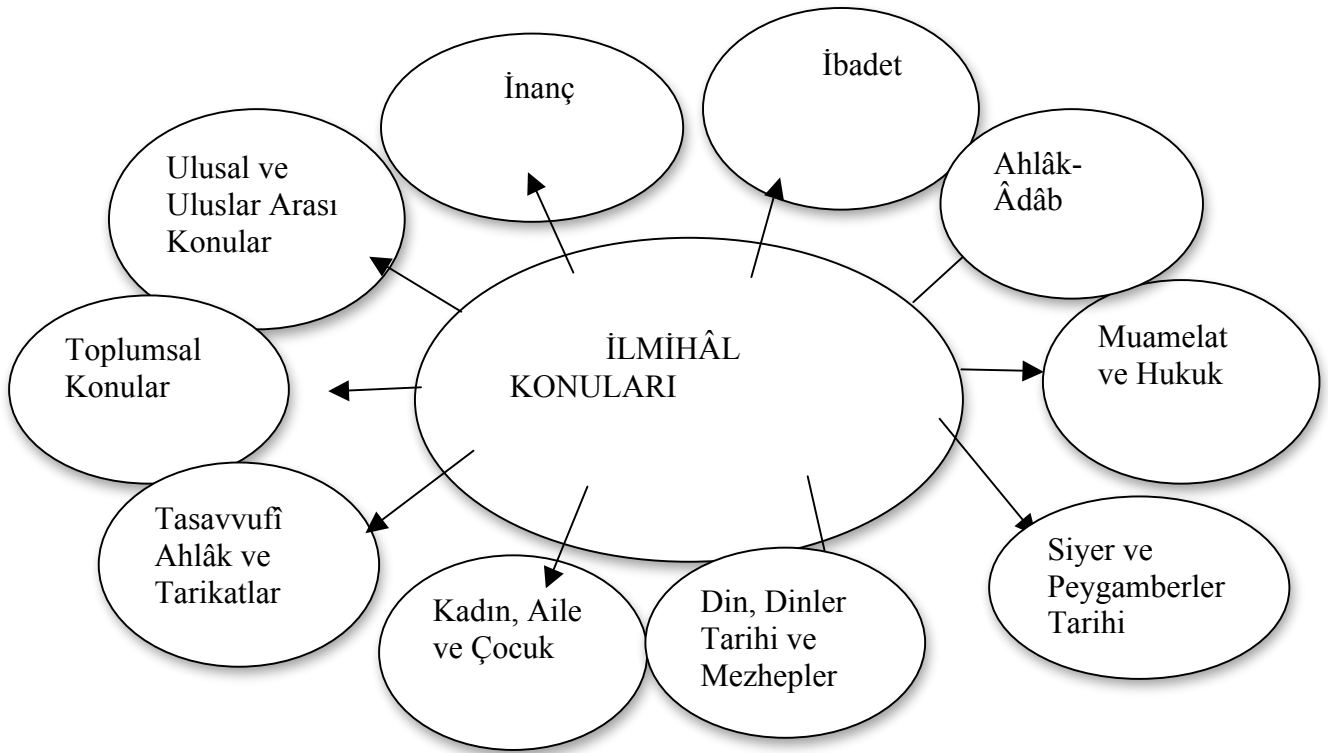 İnanç
İbadet
Ulusal ve
Uluslar Arası
Konular
Ahlâk-
Âdâb
Toplumsal
Konular
İLMİHÂL
KONULARI
Muamelat
ve Hukuk
Tasavvufî
Ahlâk ve
Tarikatlar
Kadın, Aile
ve Çocuk
Din, Dinler
Tarihi ve
Mezhepler
Siyer ve
Peygamberler
Tarihi